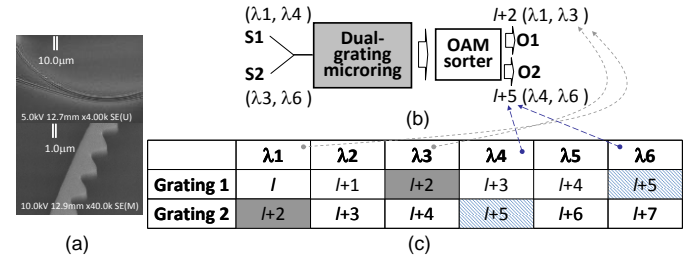 10.0μm
5.0kV 12.7mm x4.00k SE(U)
1.0μm
10.0kV 12.9mm x40.0k SE(M)
(a)
(λ1, λ4)
S1
S2
(λ3, λ6)
Dual-
grating
microring
OAM
sorter
l+2 (λ1, λ3)
O1
O2
l+5 (λ4, λ6)
(b)
λ1 λ2 λ3 λ4 λ5 λ6
Grating 1 l l+1 l+2 l+3 l+4 l+5
Grating 2 l+2 l+3 l+4 l+5 l+6 l+7
(c)